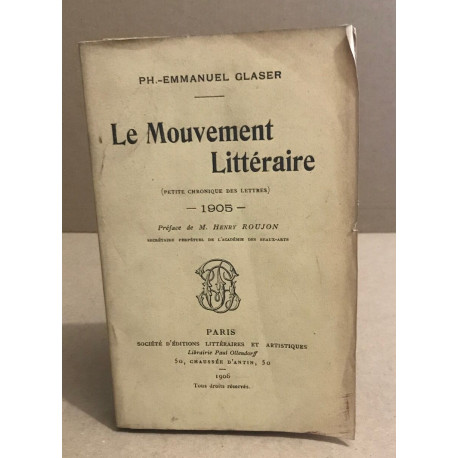 PH.-EMMANUEL GLASER
Le Mouvement
Littéraire
(PETITE CHRONIQUE DES LETTRES)
— 1905 —
Préface de M. HENRY ROUJON
SECRÉTAIRE PERPÉTUEL DE L'ACADÉMIE DES BEAUX-ARTS
PARIS
SOCIÉTÉ D'ÉDITIONS LITTÉRAIRES ET ARTISTIQUES
Librairie Paul Ollendorff
50, CHAUSSÉE D'ANTIN, 50
1906
Tous droits réservés.